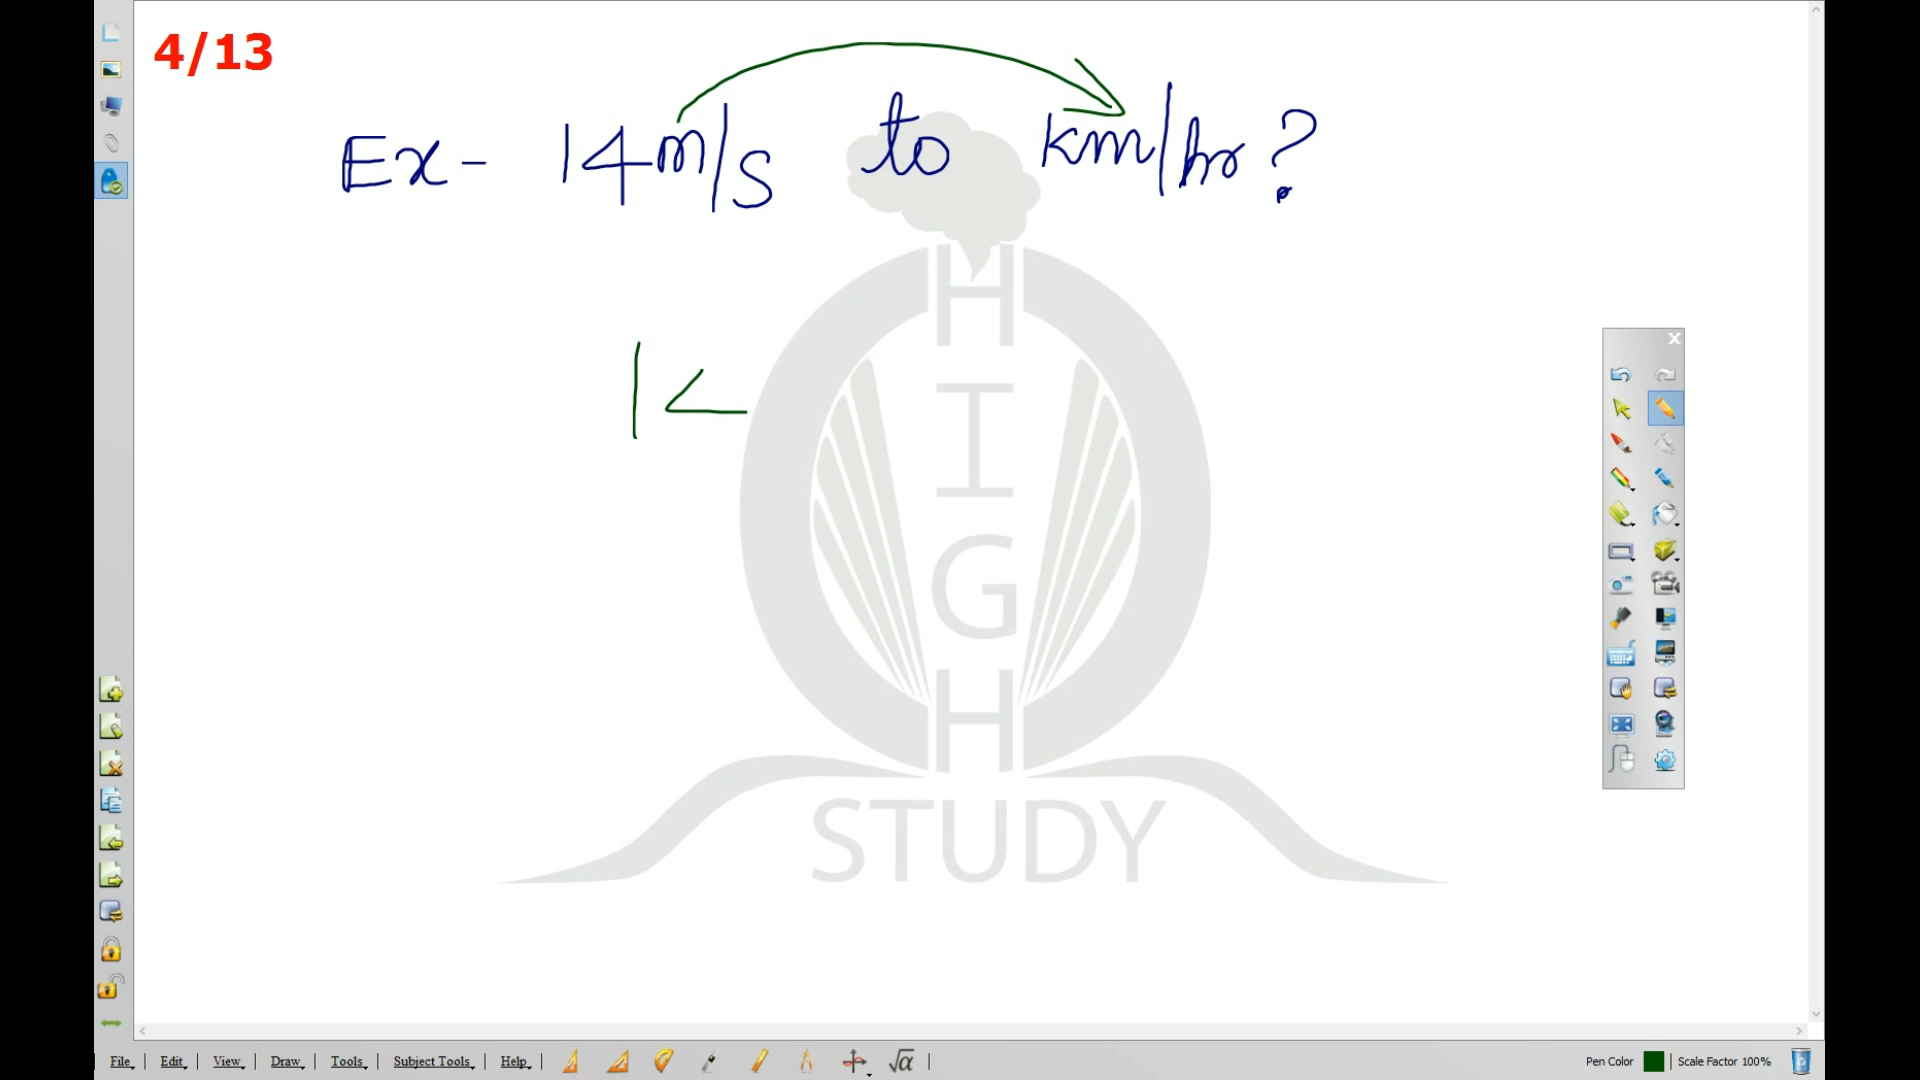 4/13
Ex- 14m/s to km/hr?
1
HIGH
STUDY
File Edit View Draw Tools Subject Tools Help √α Pen Color Scale Factor 100%